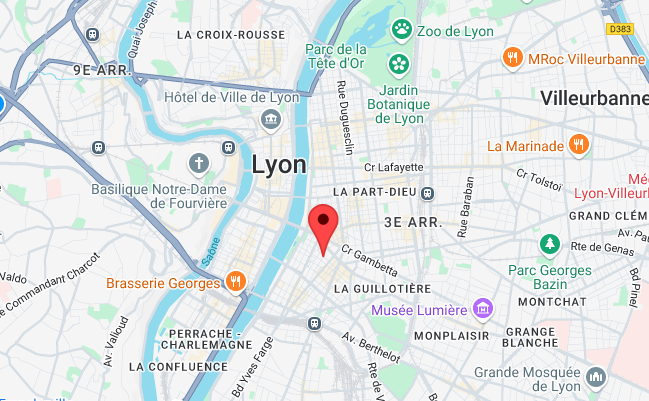 Quai Joseph
LA CROIX-ROUSSE
Zoo de Lyon
D383
Parc de la
Tête d'Or
MRoc Villeurbanne
9E ARR.
Rue Duguesclin
Jardin
Botanique
de Lyon
Hôtel de Ville de Lyon
Villeurbanne
La Marinade
Lyon
Cr Lafayette
Basilique Notre-Dame
de Fourvière
LA PART-DIEU
Cr Tolstoï
Rue Baraban
Lyon-Villeur
GRAND CLÉM
3E ARR.
Av. Pa
Saône
Rte de Genas
Cr Gambetta
Valdo
e Commandant Charcot
Parc Georges
Bazin
Bd Pinel
Brasserie Georges
LA GUILLOTIÈRE
MONTCHAT
Musée Lumière
Av. Valloud
PERRACHE -
CHARLEMAGNE
MONPLAISIR
GRANGE
BLANCHE
Av. Berthelot
LA CONFLUENCE
Bd Yves Farge
Rte de
Grande Mosquée
de Lyon